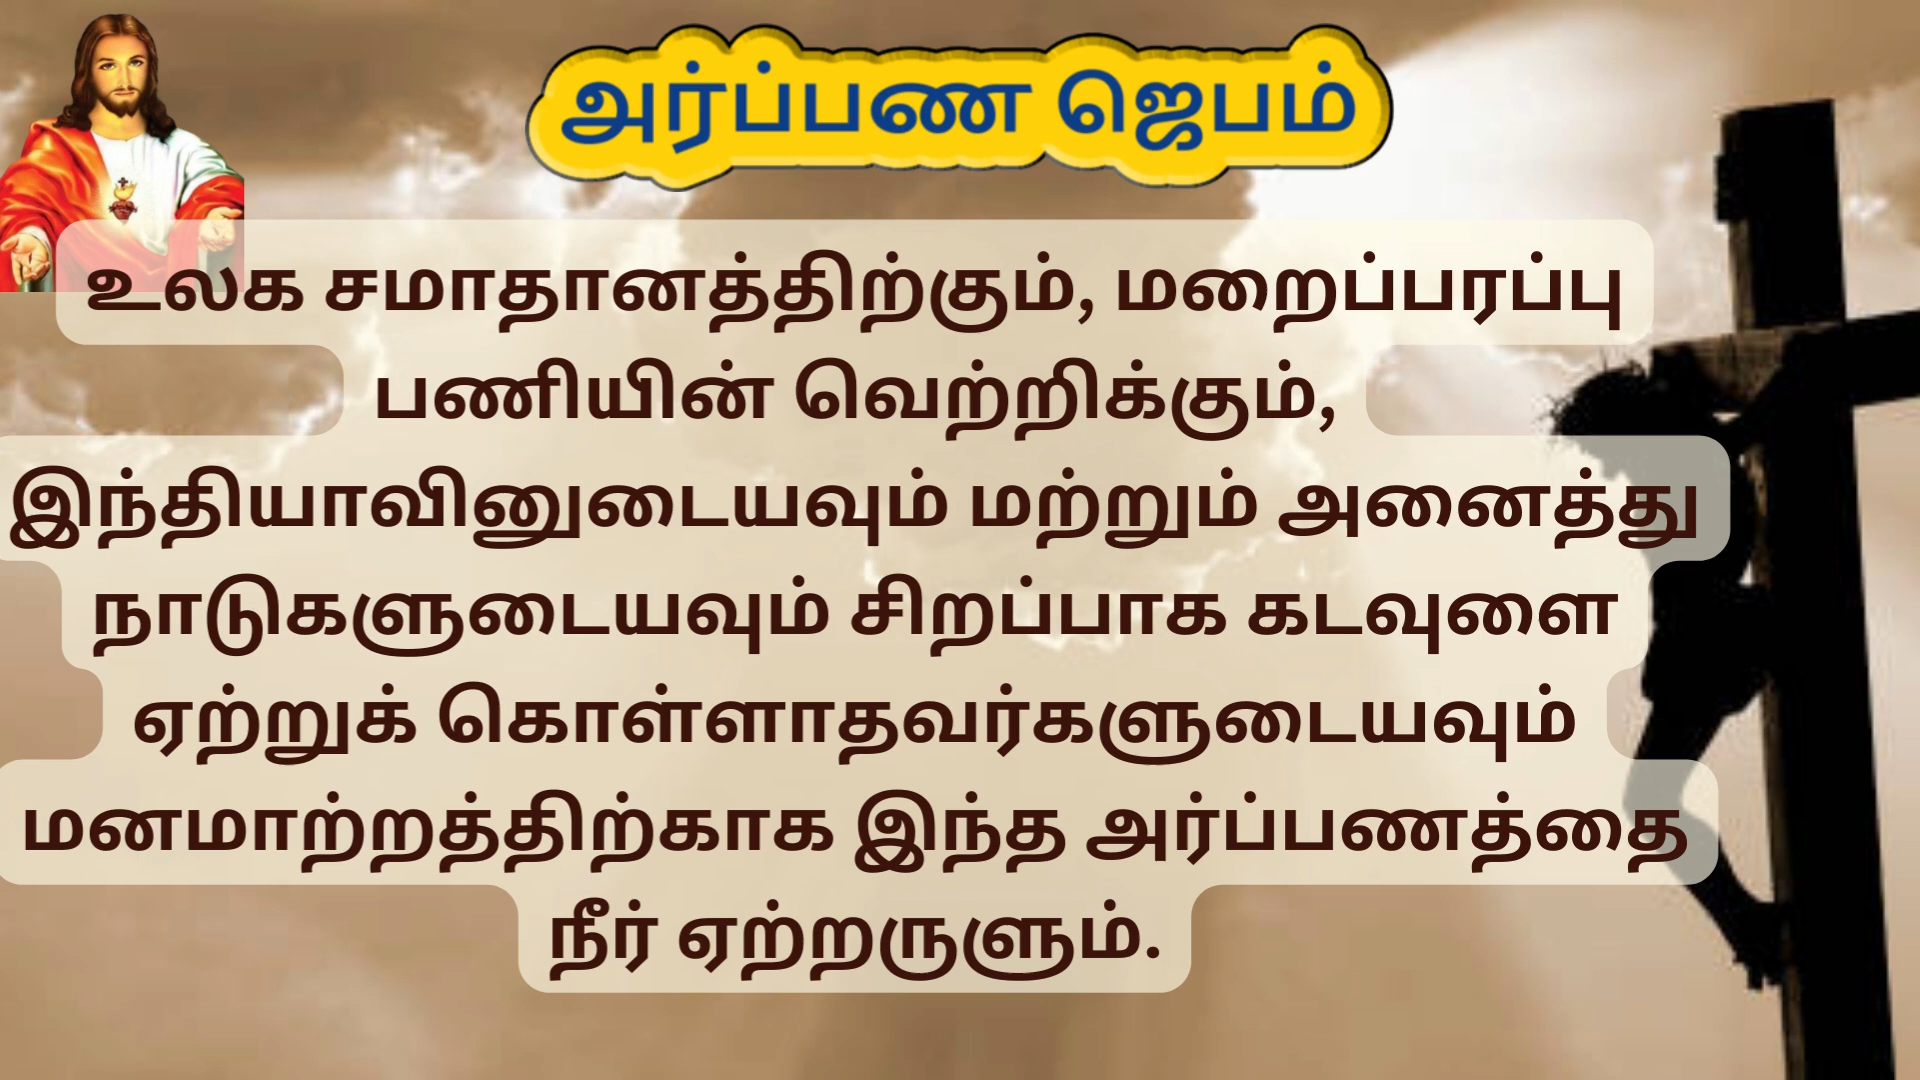 அர்ப்பண ஜெபம்
உலக சமாதானத்திற்கும், மறைப்பரப்பு
பணியின் வெற்றிக்கும்,
இந்தியாவினுடையவும் மற்றும் அனைத்து
நாடுகளுடையவும் சிறப்பாக கடவுளை
ஏற்றுக் கொள்ளாதவர்களுடையவும்
மனமாற்றத்திற்காக இந்த அர்ப்பணத்தை
நீர் ஏற்றருளும்.